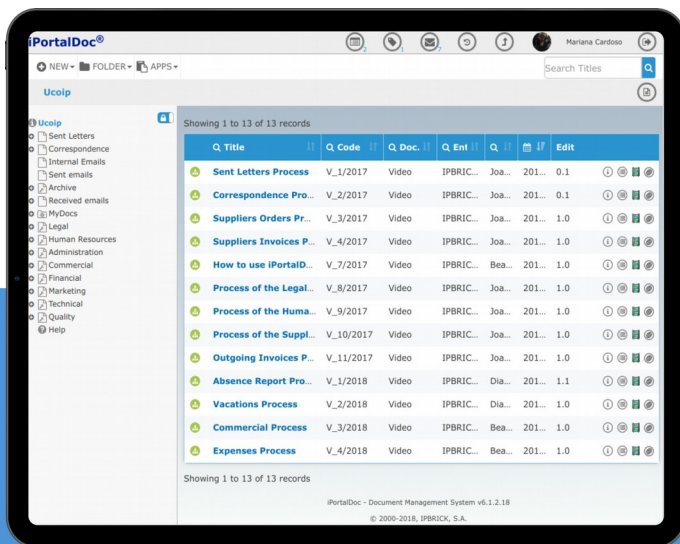 iPortalDoc®
2
1
7
Mariana Cardoso
NEW FOLDER APPS
Search Titles
Ucoip
Ucoip
Sent Letters
Correspondence
Internal Emails
Sent emails
Archive
Received emails
MyDocs
Legal
Human Resources
Administration
Commercial
Financial
Marketing
Technical
Quality
Help
Showing 1 to 13 of 13 records
Title Code Doc. Ent Edit
Sent Letters Process V_1/2017 Video IPBRIC... Joa... 201... 0.1
Correspondence Pro... V_2/2017 Video IPBRIC... Joa... 201... 0.1
Suppliers Orders Pr... V_3/2017 Video IPBRIC... Joa... 201... 1.0
Suppliers Invoices P... V_4/2017 Video IPBRIC... Joa... 201... 1.0
How to use iPortalD... V_7/2017 Video IPBRIC... Bea... 201... 1.0
Process of the Legal... V_8/2017 Video IPBRIC... Joa... 201... 1.0
Process of the Huma... V_9/2017 Video IPBRIC... Joa... 201... 1.0
Process of the Suppl... V_10/2017 Video IPBRIC... Joa... 201... 1.0
Outgoing Invoices P... V_11/2017 Video IPBRIC... Joa... 201... 1.0
Absence Report Pro... V_1/2018 Video IPBRIC... Dia... 201... 1.1
Vacations Process V_2/2018 Video IPBRIC... Dia... 201... 1.0
Commercial Process V_3/2018 Video IPBRIC... Bea... 201... 1.0
Expenses Process V_4/2018 Video IPBRIC... Bea... 201... 1.0
Showing 1 to 13 of 13 records
iPortalDoc - Document Management System v6.1.2.18
© 2000-2018, IPBRICK, S.A.